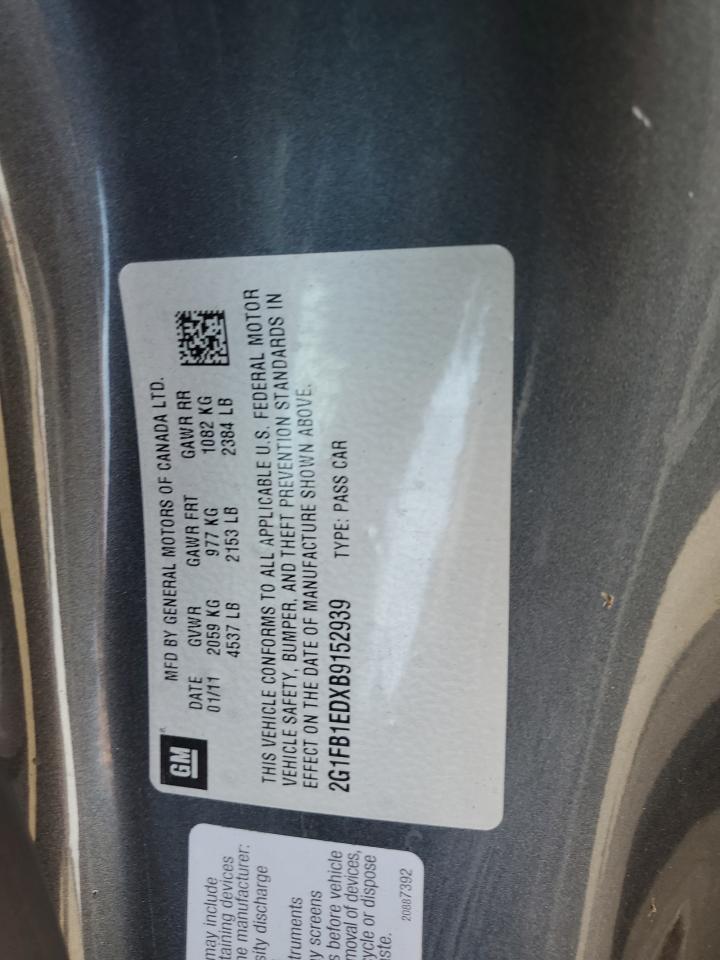 GM
MFD BY GENERAL MOTORS OF CANADA LTD.
DATE GVWR GAWR FRT GAWR RR
01/11 2059 KG 977 KG 1082 KG
4537 LB 2153 LB 2384 LB
THIS VEHICLE CONFORMS TO ALL APPLICABLE U.S. FEDERAL MOTOR
VEHICLE SAFETY, BUMPER, AND THEFT PREVENTION STANDARDS IN
EFFECT ON THE DATE OF MANUFACTURE SHOWN ABOVE.
2G1FB1EDXB9152939 TYPE: PASS CAR
may include
taining devices
e manufacturer:
sity discharge
truments
y screens
s before vehicle
moval of devices,
ycle or dispose
aste.
20887392